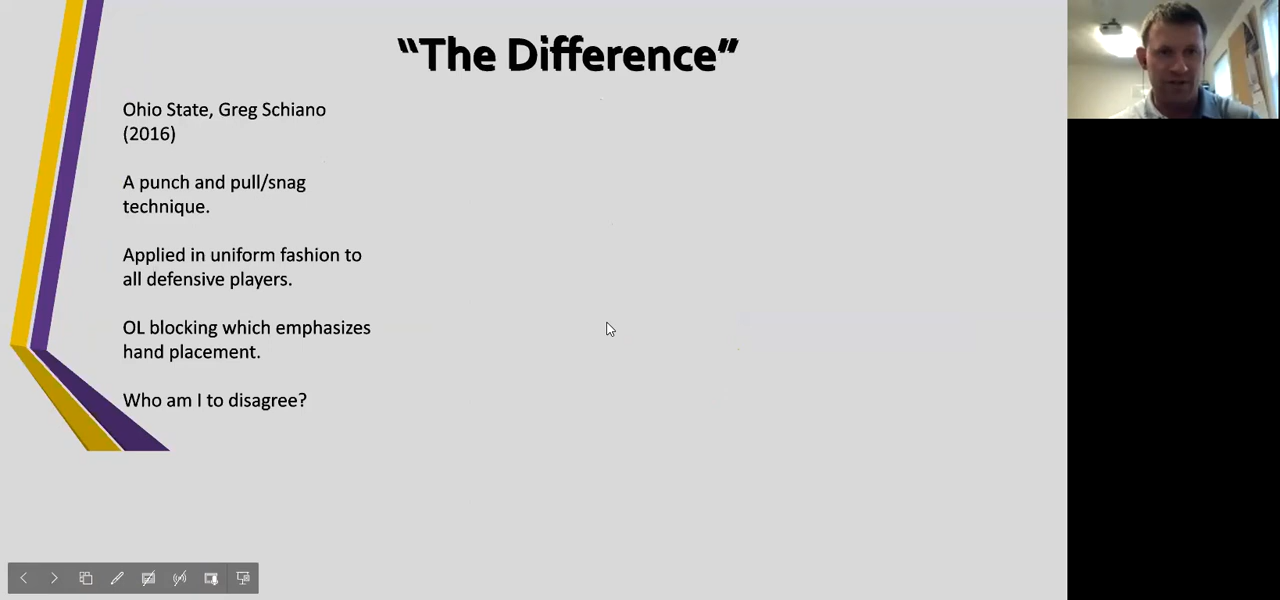 “The Difference”
Ohio State, Greg Schiano
(2016)
A punch and pull/snag
technique.
Applied in uniform fashion to
all defensive players.
OL blocking which emphasizes
hand placement.
Who am I to disagree?